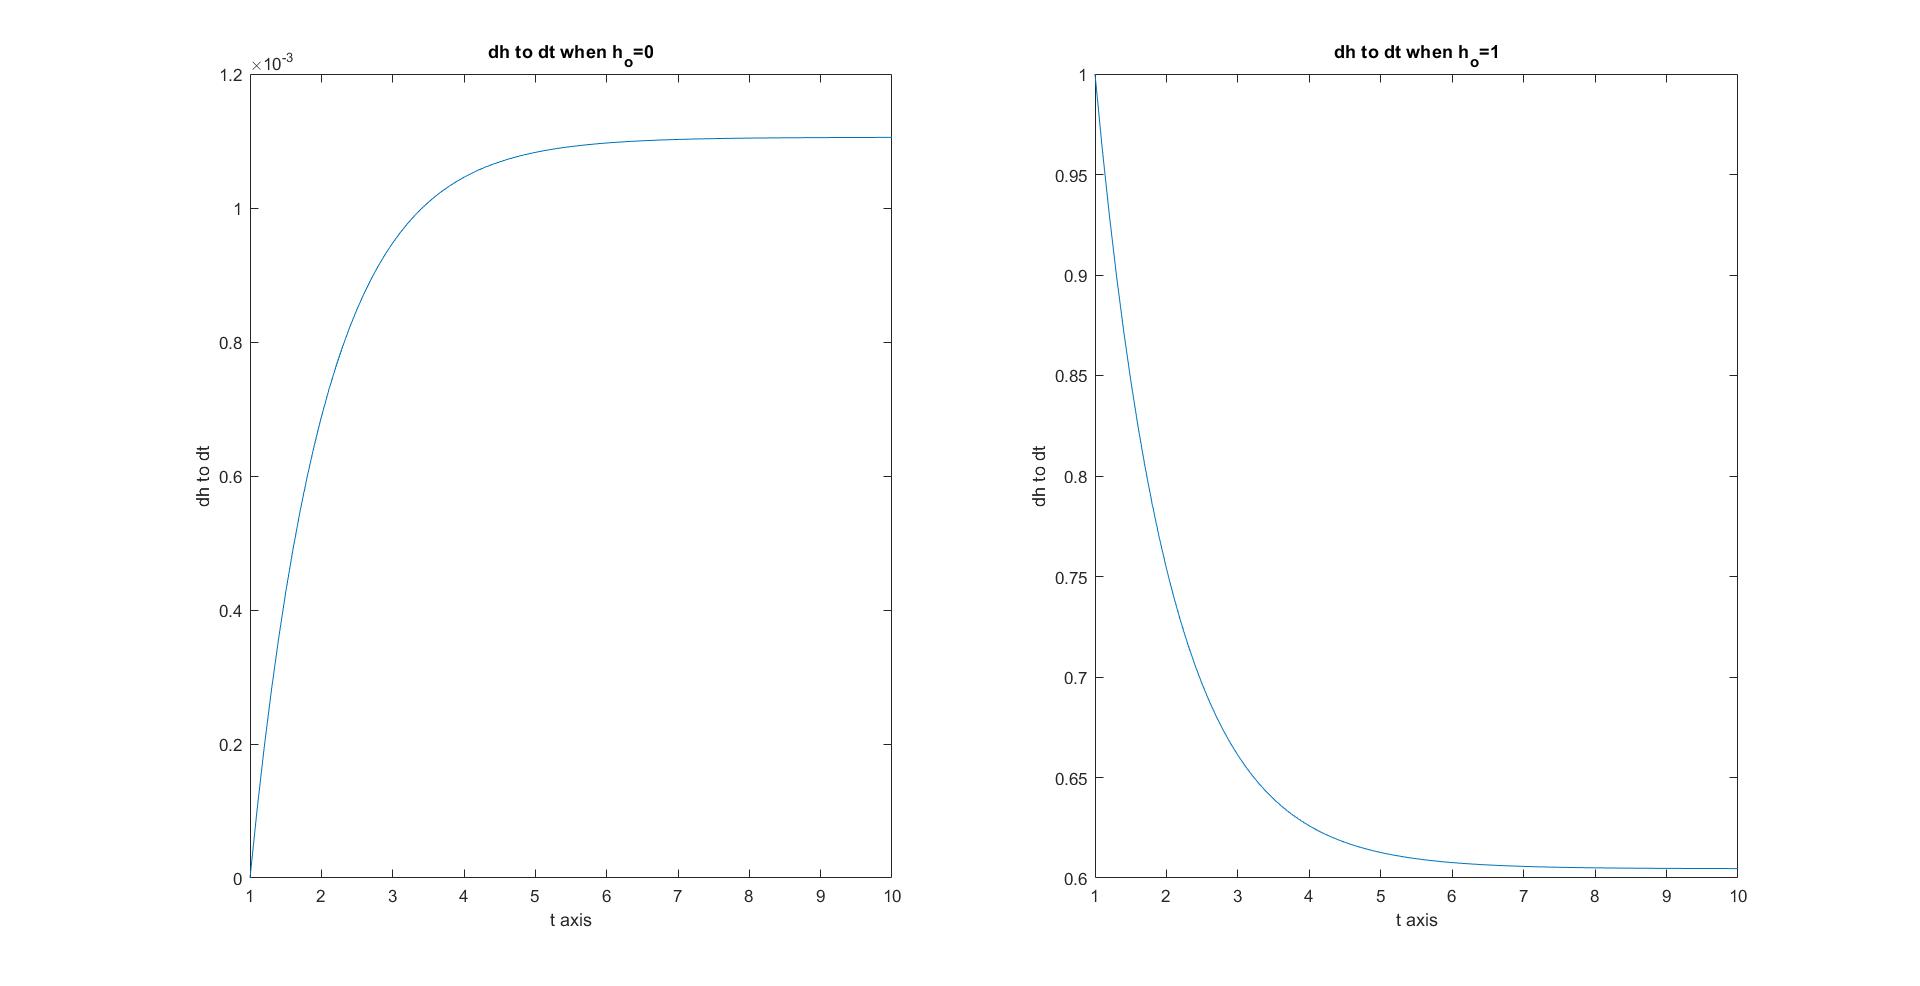 dh to dt when h_o=0
×10^-3
1.2
1
0.8
0.6
0.4
0.2
0
dh to dt
1 2 3 4 5 6 7 8 9 10
t axis
dh to dt when h_o=1
1
0.95
0.9
0.85
0.8
0.75
0.7
0.65
0.6
dh to dt
1 2 3 4 5 6 7 8 9 10
t axis